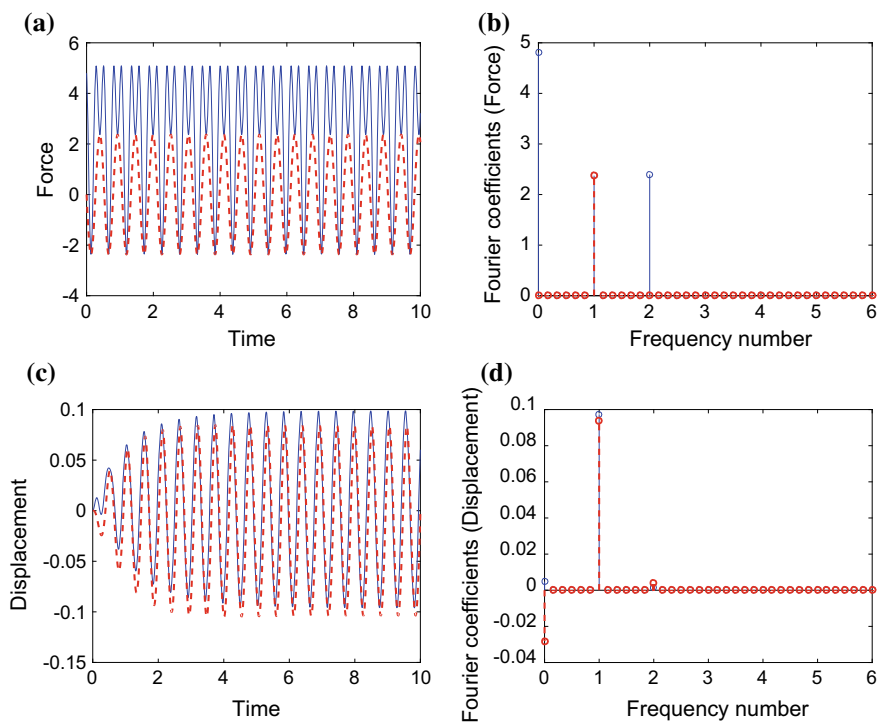 (a)
6
4
2
0
-2
-4
Force
0 2 4 6 8 10
Time
(b)
5
4
3
2
1
0
Fourier coefficients (Force)
0 1 2 3 4 5 6
Frequency number
(c)
0.1
0.05
0
-0.05
-0.1
-0.15
Displacement
0 2 4 6 8 10
Time
(d)
0.1
0.08
0.06
0.04
0.02
0
-0.02
-0.04
Fourier coefficients (Displacement)
0 1 2 3 4 5 6
Frequency number